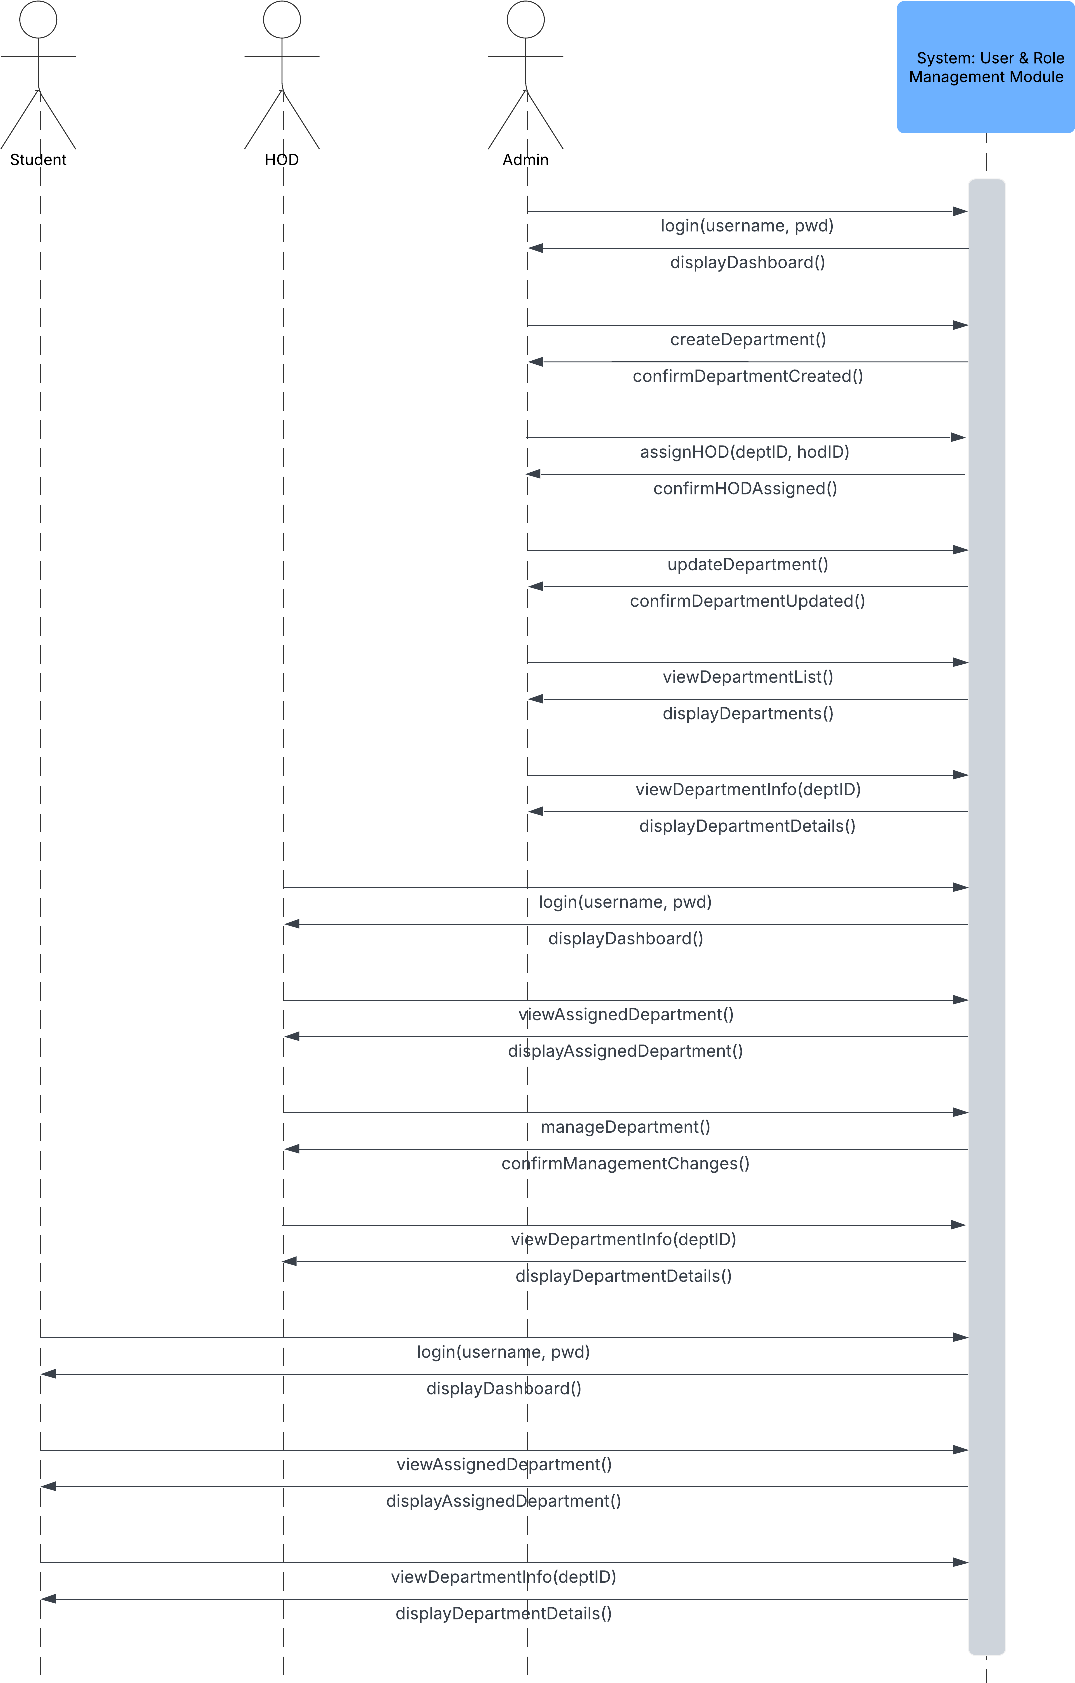 System: User & Role
Management Module
Student
HOD
Admin
login(username, pwd)
displayDashboard()
createDepartment()
confirmDepartmentCreated()
assignHOD(deptID, hodID)
confirmHODAssigned()
updateDepartment()
confirmDepartmentUpdated()
viewDepartmentList()
displayDepartments()
viewDepartmentInfo(deptID)
displayDepartmentDetails()
login(username, pwd)
displayDashboard()
viewAssignedDepartment()
displayAssignedDepartment()
manageDepartment()
confirmManagementChanges()
viewDepartmentInfo(deptID)
displayDepartmentDetails()
login(username, pwd)
displayDashboard()
viewAssignedDepartment()
displayAssignedDepartment()
viewDepartmentInfo(deptID)
displayDepartmentDetails()